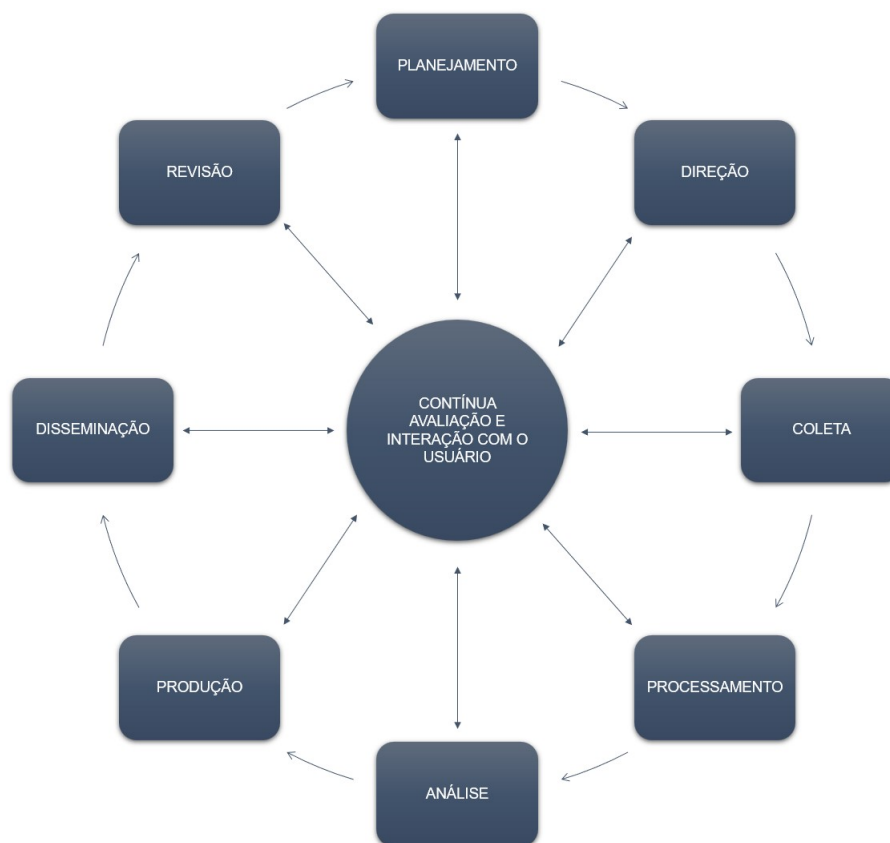 PLANEJAMENTO
DIREÇÃO
COLETA
PROCESSAMENTO
ANÁLISE
PRODUÇÃO
DISSEMINAÇÃO
REVISÃO
CONTÍNUA
AVALIAÇÃO E
INTERAÇÃO COM O
USUÁRIO